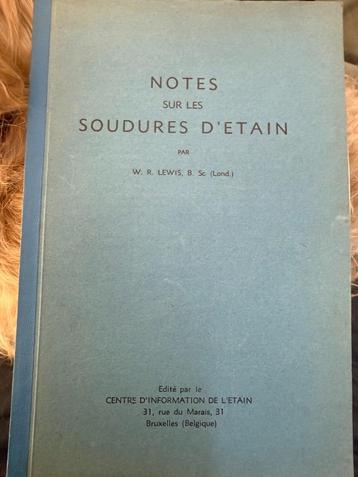 NOTES
SUR LES
SOUDURES D'ETAIN
PAR
W. R. LEWIS, B. Sc (Lond.)
Edité par le
CENTRE D'INFORMATION DE L'ETAIN
31, rue du Marais, 31
Bruxelles (Belgique)